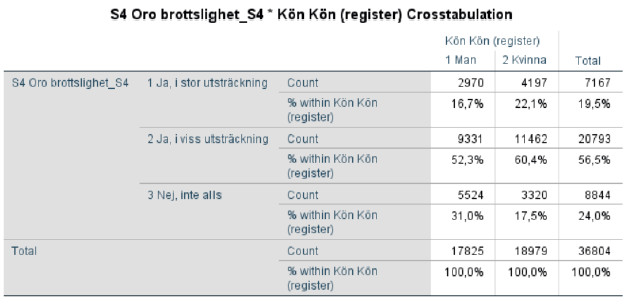 S4 Oro brottslighet_S4 * Kön Kön (register) Crosstabulation
Kön Kön (register)
1 Man 2 Kvinna Total
S4 Oro brottslighet_S4 1 Ja, i stor utsträckning Count 2970 4197 7167
% within Kön Kön (register) 16,7% 22,1% 19,5%
2 Ja, i viss utsträckning Count 9331 11462 20793
% within Kön Kön (register) 52,3% 60,4% 56,5%
3 Nej, inte alls Count 5524 3320 8844
% within Kön Kön (register) 31,0% 17,5% 24,0%
Total Count 17825 18979 36804
% within Kön Kön (register) 100,0% 100,0% 100,0%